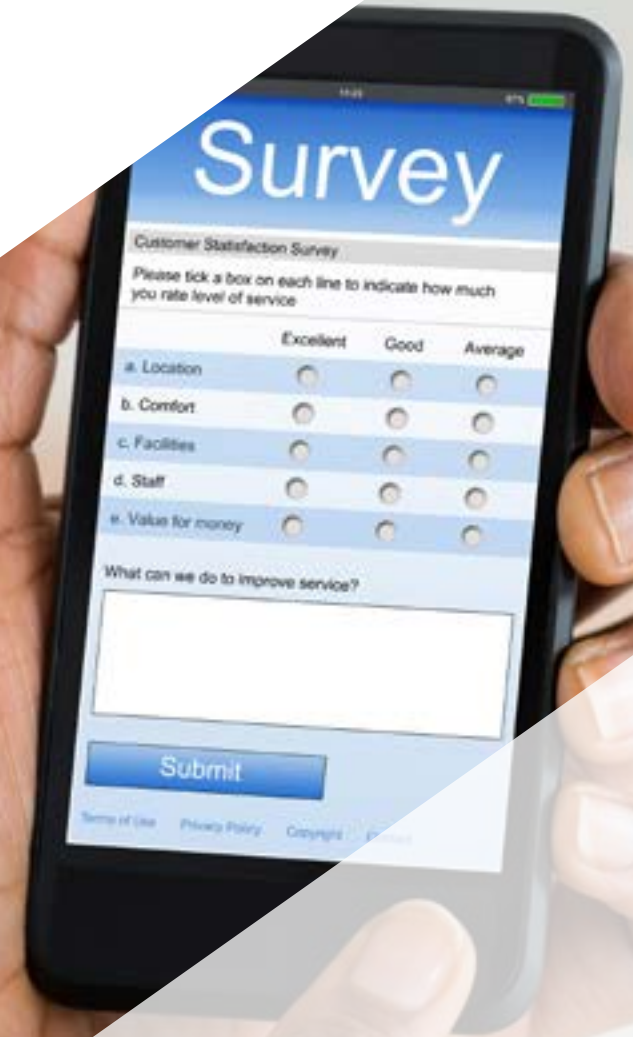 Survey
Customer Statisfaction Survey
Please tick a box on each line to indicate how much
you rate level of service
Excellent Good Average
a. Location
b. Comfort
c. Facilities
d. Staff
e. Value for money
What can we do to improve service?
Submit
Terms of Use Privacy Policy Copyright Contact